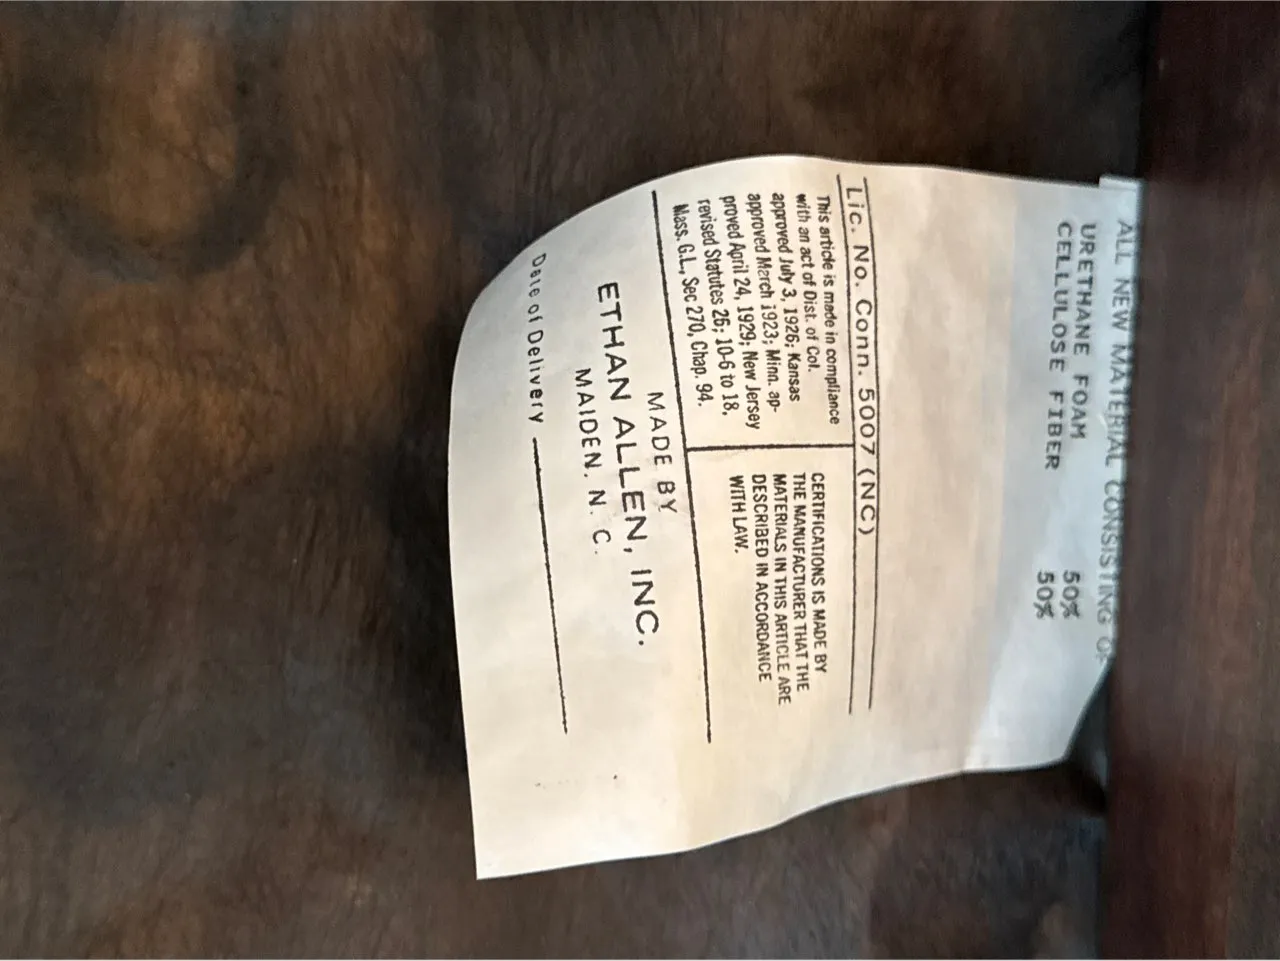 ALL NEW MATERIAL CONSISTING OF
URETHANE FOAM 50%
CELLULOSE FIBER 50%
Lic. No. Conn. 5007 (NC)
This article is made in compliance
with an act of Dist. of Col.
approved July 3, 1926; Kansas
approved March 1923; Minn. ap-
proved April 24, 1929; New Jersey
revised Statutes 26; 10-6 to 18.
Mass. G.L., Sec 270, Chap. 94.
CERTIFICATIONS IS MADE BY
THE MANUFACTURER THAT THE
MATERIALS IN THIS ARTICLE ARE
DESCRIBED IN ACCORDANCE
WITH LAW.
MADE BY
ETHAN ALLEN, INC.
MAIDEN. N. C.
Date of Delivery